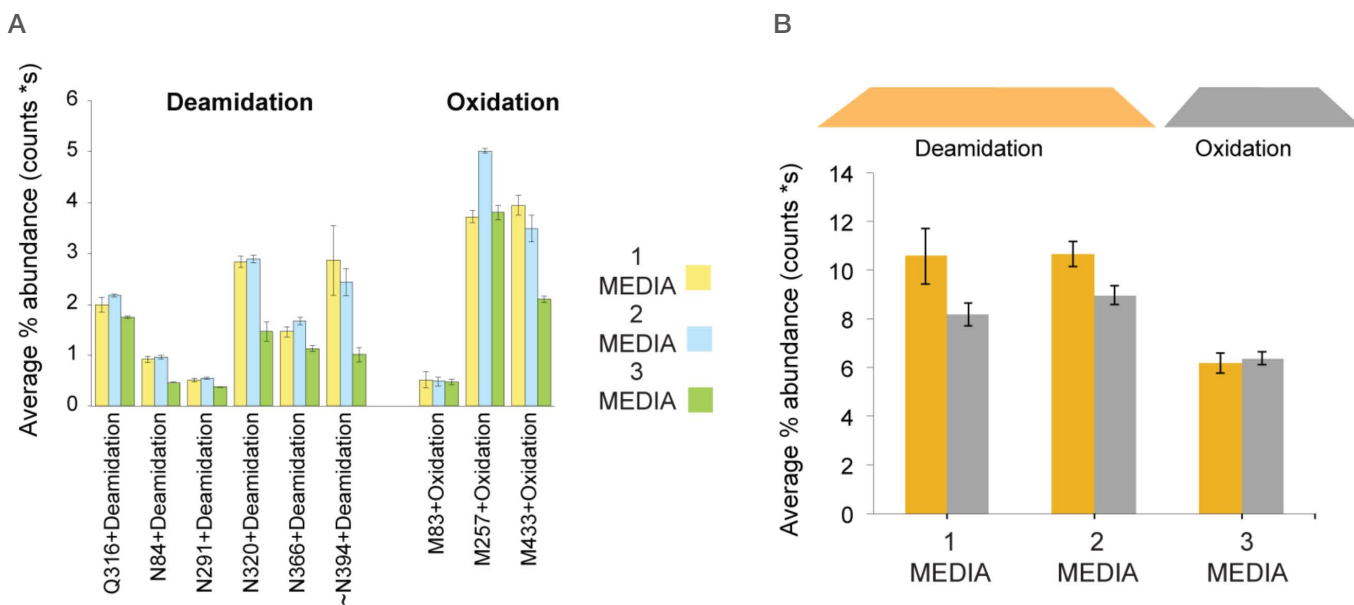 A
Average % abundance (counts *s)
6
5
4
3
2
1
0
Deamidation
Oxidation
Q316+Deamidation
N84+Deamidation
N291+Deamidation
N320+Deamidation
N366+Deamidation
~N394+Deamidation
M83+Oxidation
M257+Oxidation
M433+Oxidation
1
MEDIA
2
MEDIA
3
MEDIA
B
Deamidation
Oxidation
Average % abundance (counts *s)
14
12
10
8
6
4
2
0
1
MEDIA
2
MEDIA
3
MEDIA